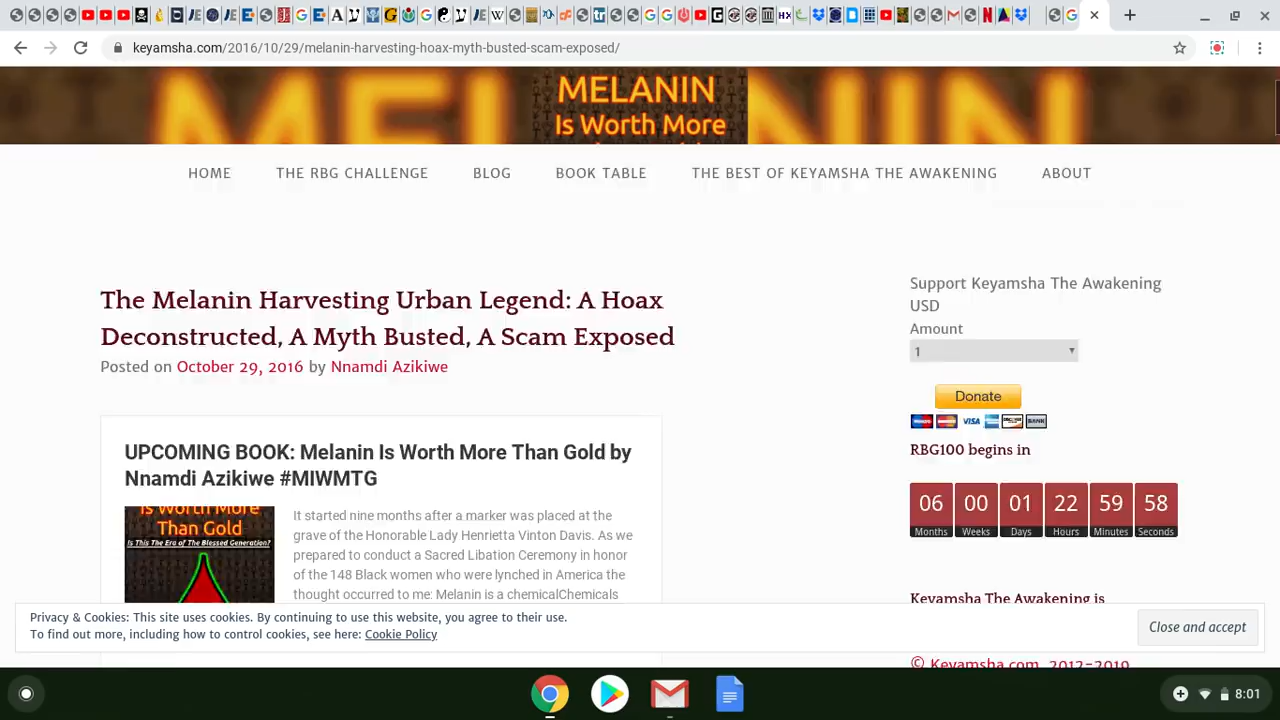 keyamsha.com/2016/10/29/melanin-harvesting-hoax-myth-busted-scam-exposed/
MELANIN
Is Worth More
HOME THE RBG CHALLENGE BLOG BOOK TABLE THE BEST OF KEYAMSHA THE AWAKENING ABOUT
The Melanin Harvesting Urban Legend: A Hoax
Deconstructed, A Myth Busted, A Scam Exposed
Posted on October 29, 2016 by Nnamdi Azikiwe
UPCOMING BOOK: Melanin Is Worth More Than Gold by
Nnamdi Azikiwe #MIWMTG
Is Worth More
Than Gold
Is This The Era of The Blessed Generation?
It started nine months after a marker was placed at the
grave of the Honorable Lady Henrietta Vinton Davis. As we
prepared to conduct a Sacred Libation Ceremony in honor
of the 148 Black women who were lynched in America the
thought occurred to me: Melanin is a chemicalChemicals
Support Keyamsha The Awakening
USD
Amount
1
Donate
VISA
RBG100 begins in
06 00 01 22 59 58
Months Weeks Days Hours Minutes Seconds
Keyamsha The Awakening is
© Keyamsha.com, 2012-2019
Privacy & Cookies: This site uses cookies. By continuing to use this website, you agree to their use.
To find out more, including how to control cookies, see here: Cookie Policy
Close and accept
8:01